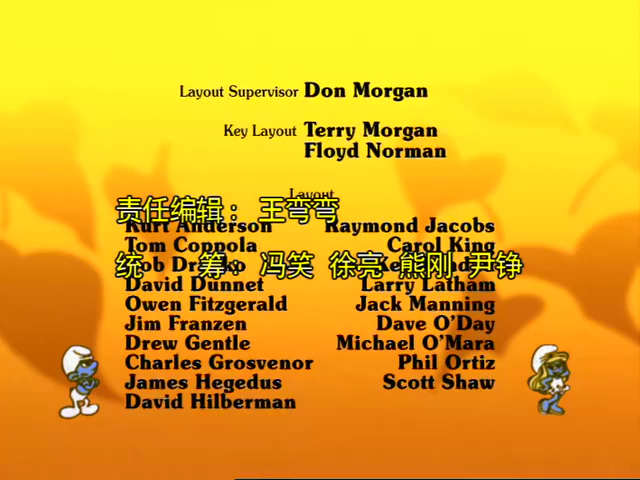 Layout Supervisor Don Morgan
Key Layout Terry Morgan
Floyd Norman
Layout
责任编辑： 王弯弯
Kurt Anderson Raymond Jacobs
Tom Coppola Carol King
统 筹： 冯笑 徐亮 熊刚 尹铮
David Dunnet Larry Latham
Owen Fitzgerald Jack Manning
Jim Franzen Dave O'Day
Drew Gentle Michael O'Mara
Charles Grosvenor Phil Ortiz
James Hegedus Scott Shaw
David Hilberman